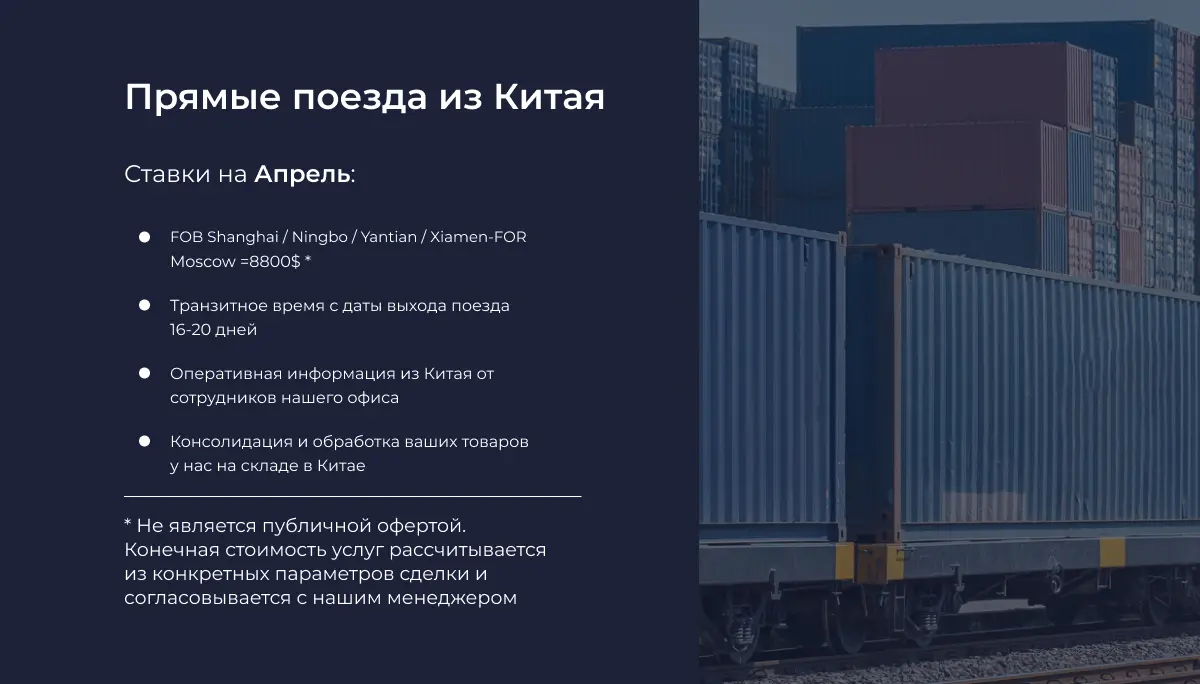 Прямые поезда из Китая
Ставки на Апрель:
FOB Shanghai / Ningbo / Yantian / Xiamen-FOR
Moscow =8800$ *
Транзитное время с даты выхода поезда
16-20 дней
Оперативная информация из Китая от
сотрудников нашего офиса
Консолидация и обработка ваших товаров
у нас на складе в Китае
* Не является публичной офертой.
Конечная стоимость услуг рассчитывается
из конкретных параметров сделки и
согласовывается с нашим менеджером